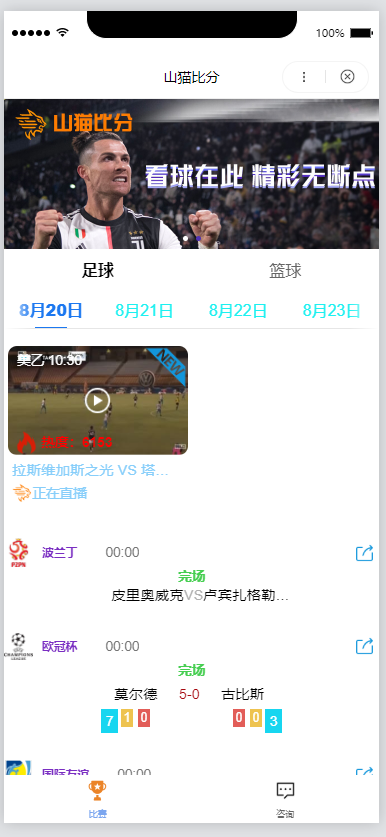 100%
山猫比分
山猫比分
看球在此 精彩无断点
足球 篮球
8月20日 8月21日 8月22日 8月23日
美乙 10:30
NEW
拉斯维加斯之光 VS 塔...
正在直播
波兰丁 00:00
PZPN
完场
皮里奥威克VS卢宾扎格勒...
欧冠杯 00:00
CHAMPIONS
完场
莫尔德 5-0 古比斯
7 1 0 0 0 5
国际友谊 00:00
比赛 咨询